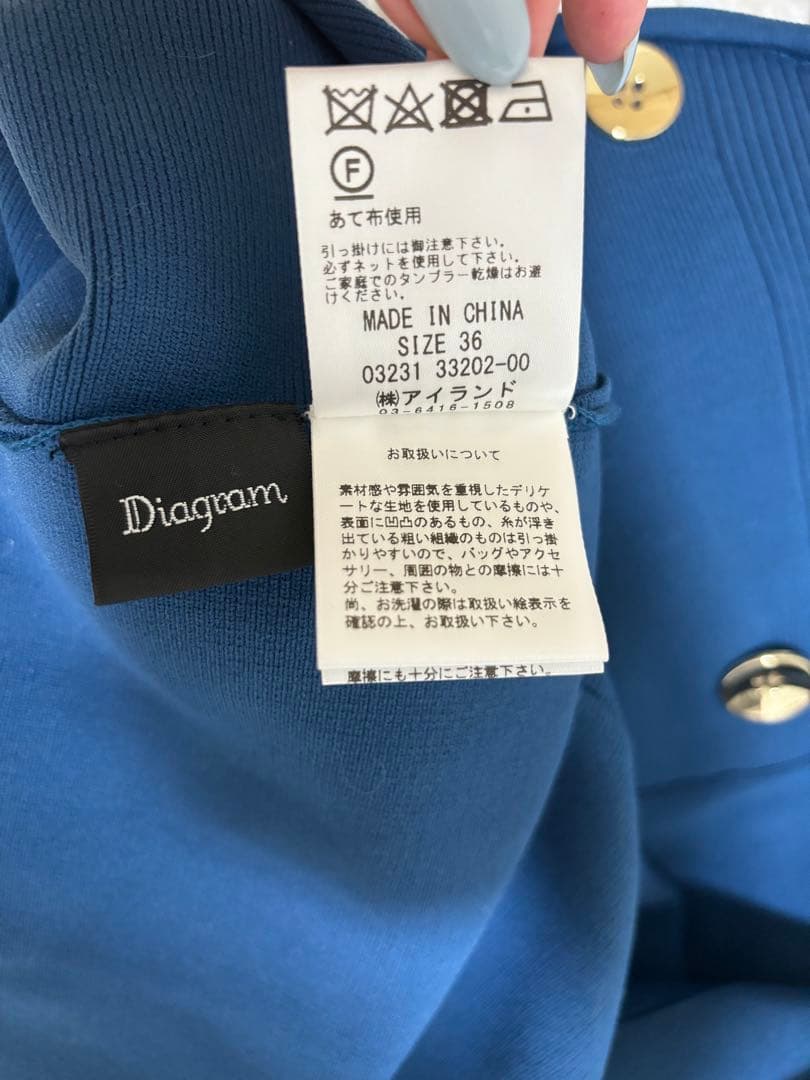 F
あて布使用
引っ掛けには御注意下さい。
必ずネットを使用して下さい。
ご家庭でのタンブラー乾燥はお避
けください。
MADE IN CHINA
SIZE 36
03231 33202-00
㈱アイランド
03-6416-1508
Diagram
お取扱いについて
素材感や雰囲気を重視したデリケ
ートな生地を使用しているものや、
表面に凹凸のあるもの、糸が浮き
出ている粗い組織のものは引っ掛
かりやすいので、バッグやアクセ
サリー、周囲の物との摩擦には十
分ご注意下さい。
尚、お洗濯の際は取扱い絵表示を
確認の上、お取扱い下さい。
摩擦にも十分にご注意下さい。